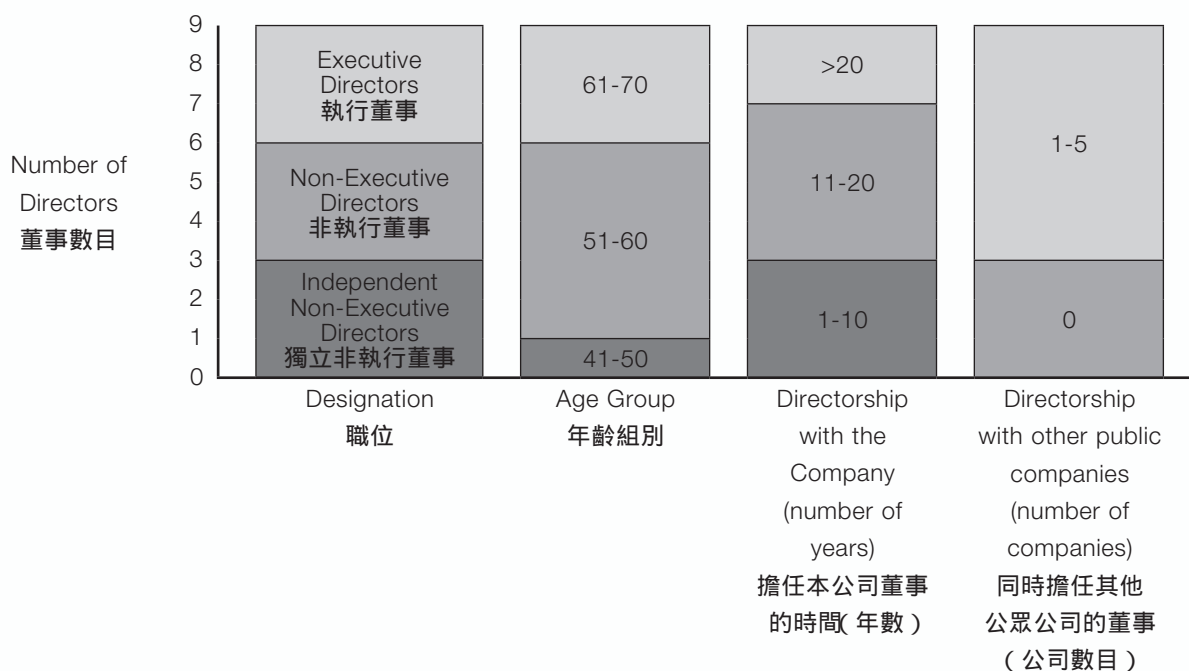 Number of
Directors
董事數目
9
8
7
6
5
4
3
2
1
0
Executive
Directors
執行董事
Non-Executive
Directors
非執行董事
Independent
Non-Executive
Directors
獨立非執行董事
61-70
51-60
41-50
>20
11-20
1-10
1-5
0
Designation
職位
Age Group
年齡組別
Directorship
with the
Company
(number of
years)
擔任本公司董事
的時間(年數)
Directorship
with other public
companies
(number of
companies)
同時擔任其他
公眾公司的董事
(公司數目)